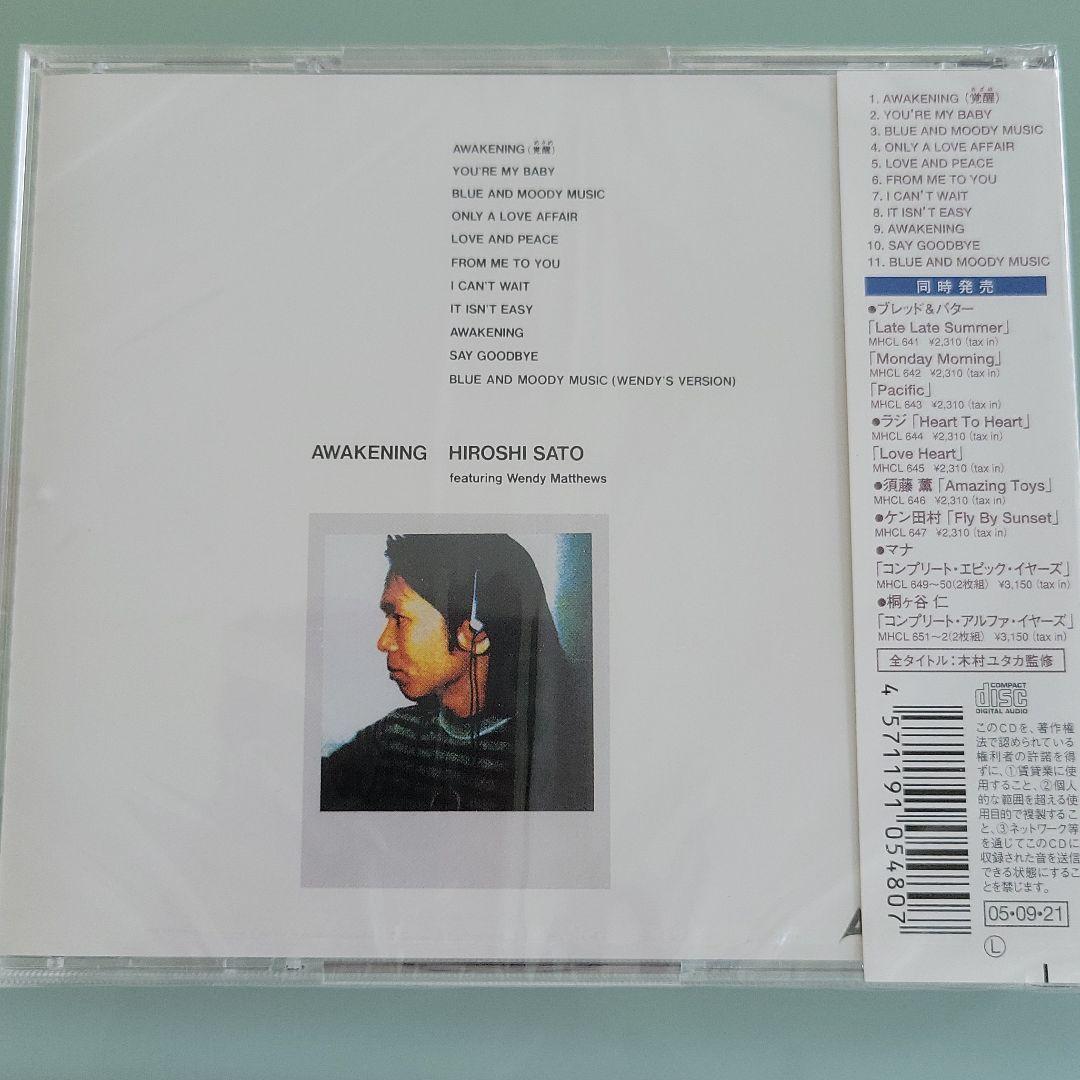 AWAKENING (覚醒)
めざめ
YOU'RE MY BABY
BLUE AND MOODY MUSIC
ONLY A LOVE AFFAIR
LOVE AND PEACE
FROM ME TO YOU
I CAN'T WAIT
IT ISN'T EASY
AWAKENING
SAY GOODBYE
BLUE AND MOODY MUSIC (WENDY'S VERSION)
AWAKENING HIROSHI SATO
featuring Wendy Matthews
めざめ
1. AWAKENING (覚醒)
2. YOU'RE MY BABY
3. BLUE AND MOODY MUSIC
4. ONLY A LOVE AFFAIR
5. LOVE AND PEACE
6. FROM ME TO YOU
7. I CAN'T WAIT
8. IT ISN'T EASY
9. AWAKENING
10. SAY GOODBYE
11. BLUE AND MOODY MUSIC
同時発売
●ブレッド&バター
「Late Late Summer」
MHCL 641 ¥2,310 (tax in)
「Monday Morning」
MHCL 642 ¥2,310 (tax in)
「Pacific」
MHCL 643 ¥2,310 (tax in)
●ラジ「Heart To Heart」
MHCL 644 ¥2,310 (tax in)
「Love Heart」
MHCL 645 ¥2,310 (tax in)
●須藤 薫「Amazing Toys」
MHCL 646 ¥2,310 (tax in)
●ケン田村「Fly By Sunset」
MHCL 647 ¥2,310 (tax in)
●マナ
「コンプリート・エピック・イヤーズ」
MHCL 649〜50(2枚組) ¥3,150 (tax in)
●桐ヶ谷 仁
「コンプリート・アルファ・イヤーズ」
MHCL 651〜2(2枚組) ¥3,150 (tax in)
全タイトル:木村ユタカ監修
4 571191 054807
COMPACT
disc
DIGITAL AUDIO
このCDを、著作権
法で認められている
権利者の許諾を得
ずに、①賃貸業に使
用すること、②個人
的な範囲を超える使
用目的で複製するこ
と、③ネットワーク等
を通じてこのCDに
収録された音を送信
できる状態にするこ
とを禁じます。
05・09・21
Ⓛ